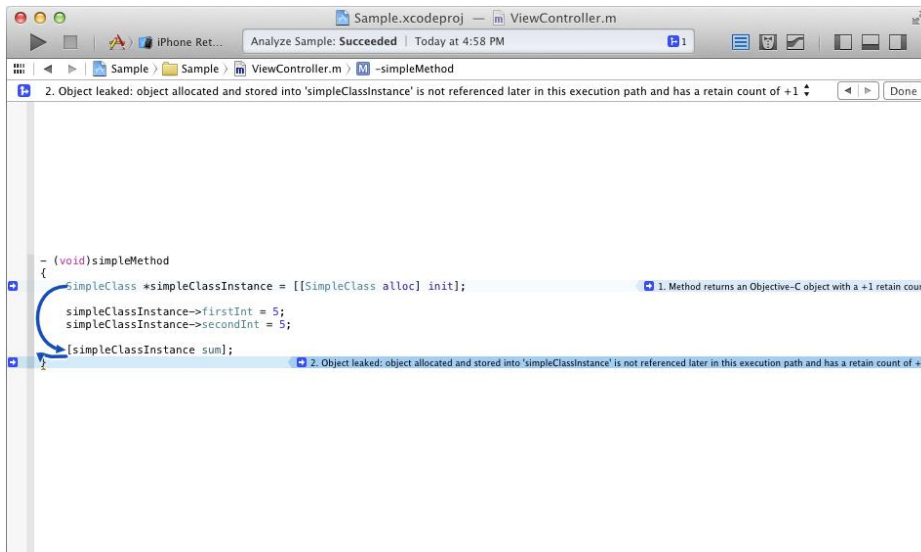 Sample.xcodeproj — m ViewController.m
iPhone Ret... Analyze Sample: Succeeded | Today at 4:58 PM 1
Sample Sample m ViewController.m M -simpleMethod
2. Object leaked: object allocated and stored into 'simpleClassInstance' is not referenced later in this execution path and has a retain count of +1 Done
- (void)simpleMethod
{
SimpleClass *simpleClassInstance = [[SimpleClass alloc] init]; 1. Method returns an Objective-C object with a +1 retain
simpleClassInstance->firstInt = 5;
simpleClassInstance->secondInt = 5;
[simpleClassInstance sum];
} 2. Object leaked: object allocated and stored into 'simpleClassInstance' is not referenced later in this execution path and has a retain count of +